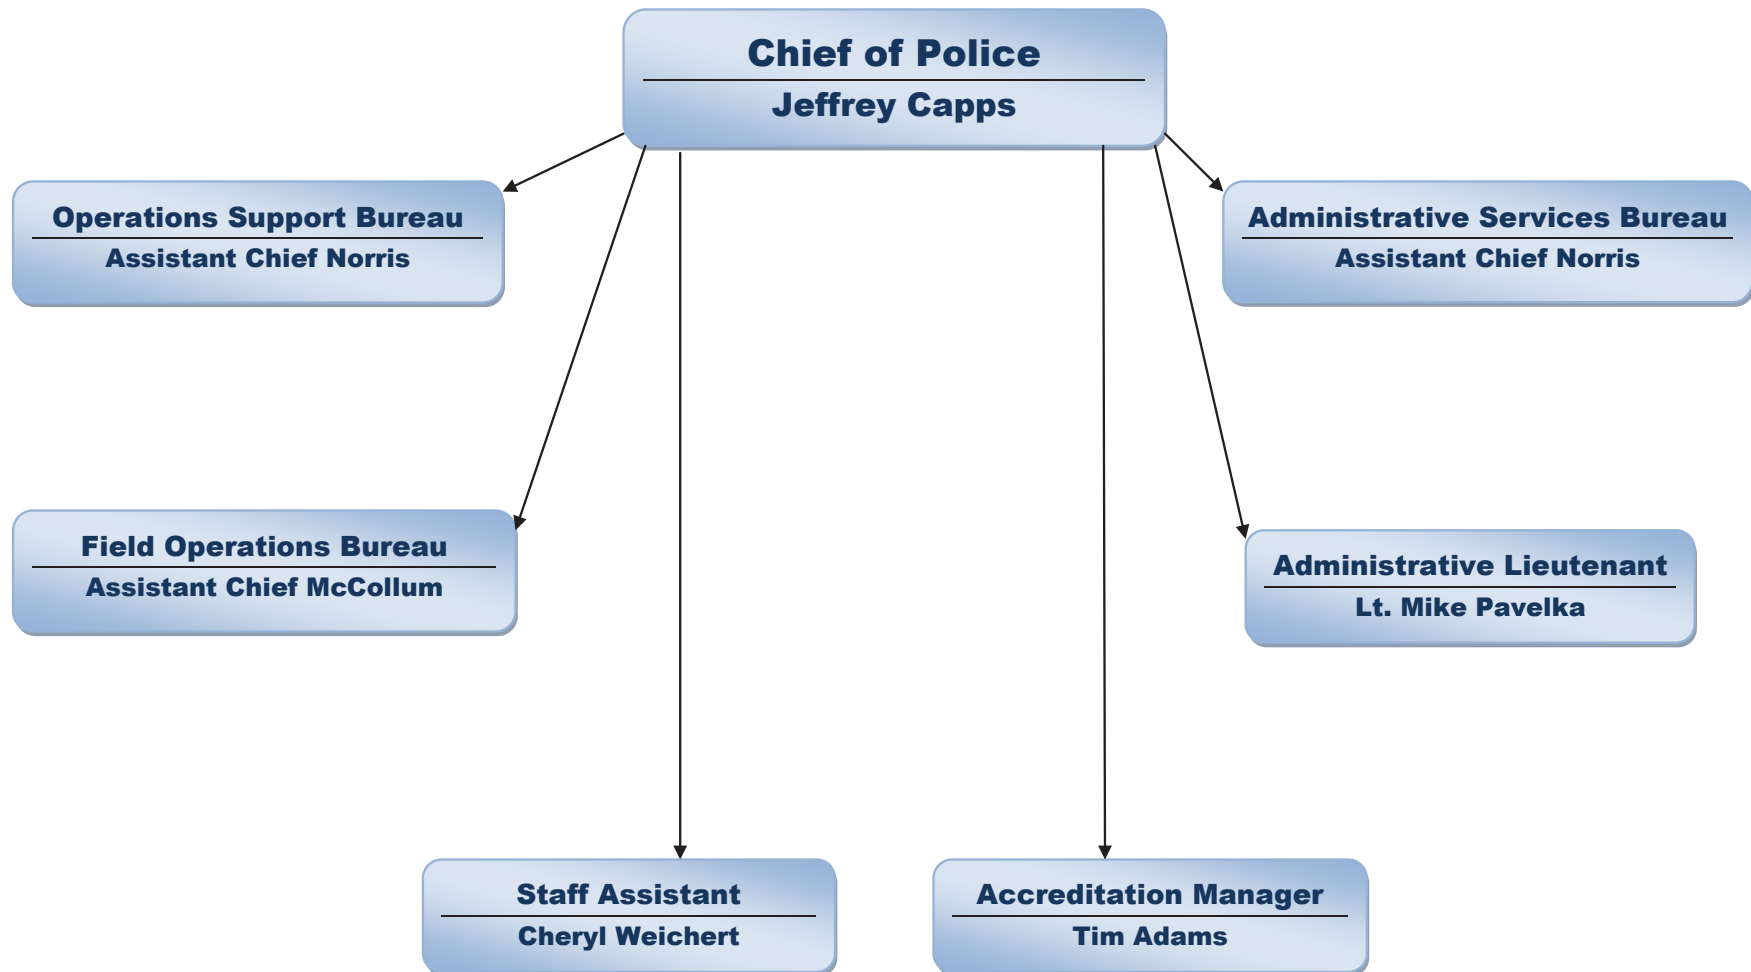 Chief of Police
Jeffrey Capps
Operations Support Bureau
Assistant Chief Norris
Administrative Services Bureau
Assistant Chief Norris
Field Operations Bureau
Assistant Chief McCollum
Administrative Lieutenant
Lt. Mike Pavelka
Staff Assistant
Cheryl Weichert
Accreditation Manager
Tim Adams